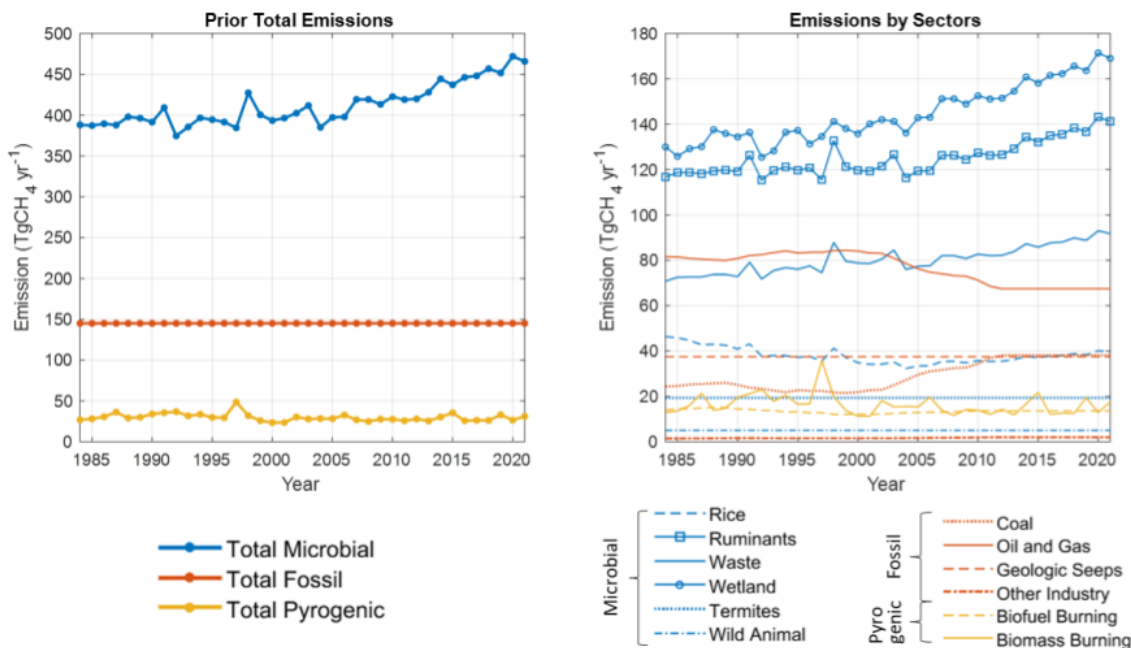 Prior Total Emissions
Emission (TgCH4 yr-1)
500
450
400
350
300
250
200
150
100
50
0
1985 1990 1995 2000 2005 2010 2015 2020
Year
Total Microbial
Total Fossil
Total Pyrogenic
Emissions by Sectors
Emission (TgCH4 yr-1)
180
160
140
120
100
80
60
40
20
0
1985 1990 1995 2000 2005 2010 2015 2020
Year
Microbial
Rice
Ruminants
Waste
Wetland
Termites
Wild Animal
Fossil
Coal
Oil and Gas
Geologic Seeps
Other Industry
Pyro
genic
Biofuel Burning
Biomass Burning